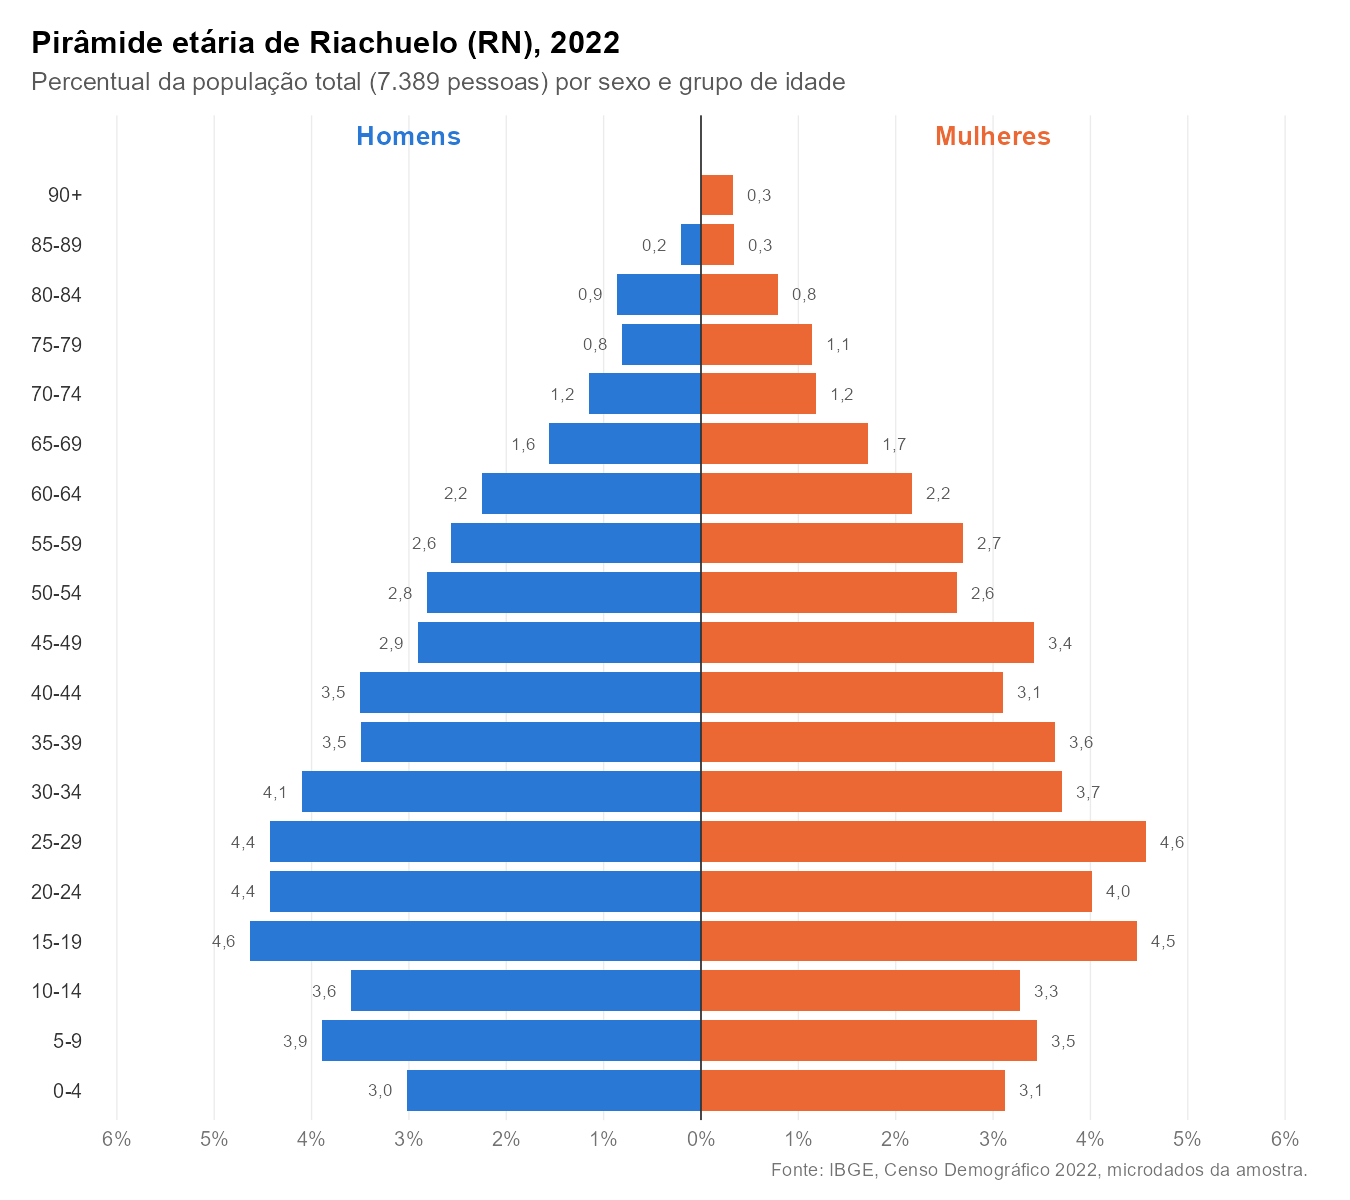 Pirâmide etária de Riachuelo (RN), 2022
Percentual da população total (7.389 pessoas) por sexo e grupo de idade
Homens Mulheres
90+ 0,3
85-89 0,2 0,3
80-84 0,9 0,8
75-79 0,8 1,1
70-74 1,2 1,2
65-69 1,6 1,7
60-64 2,2 2,2
55-59 2,6 2,7
50-54 2,8 2,6
45-49 2,9 3,4
40-44 3,5 3,1
35-39 3,5 3,6
30-34 4,1 3,7
25-29 4,4 4,6
20-24 4,4 4,0
15-19 4,6 4,5
10-14 3,6 3,3
5-9 3,9 3,5
0-4 3,0 3,1
6% 5% 4% 3% 2% 1% 0% 1% 2% 3% 4% 5% 6%
Fonte: IBGE, Censo Demográfico 2022, microdados da amostra.